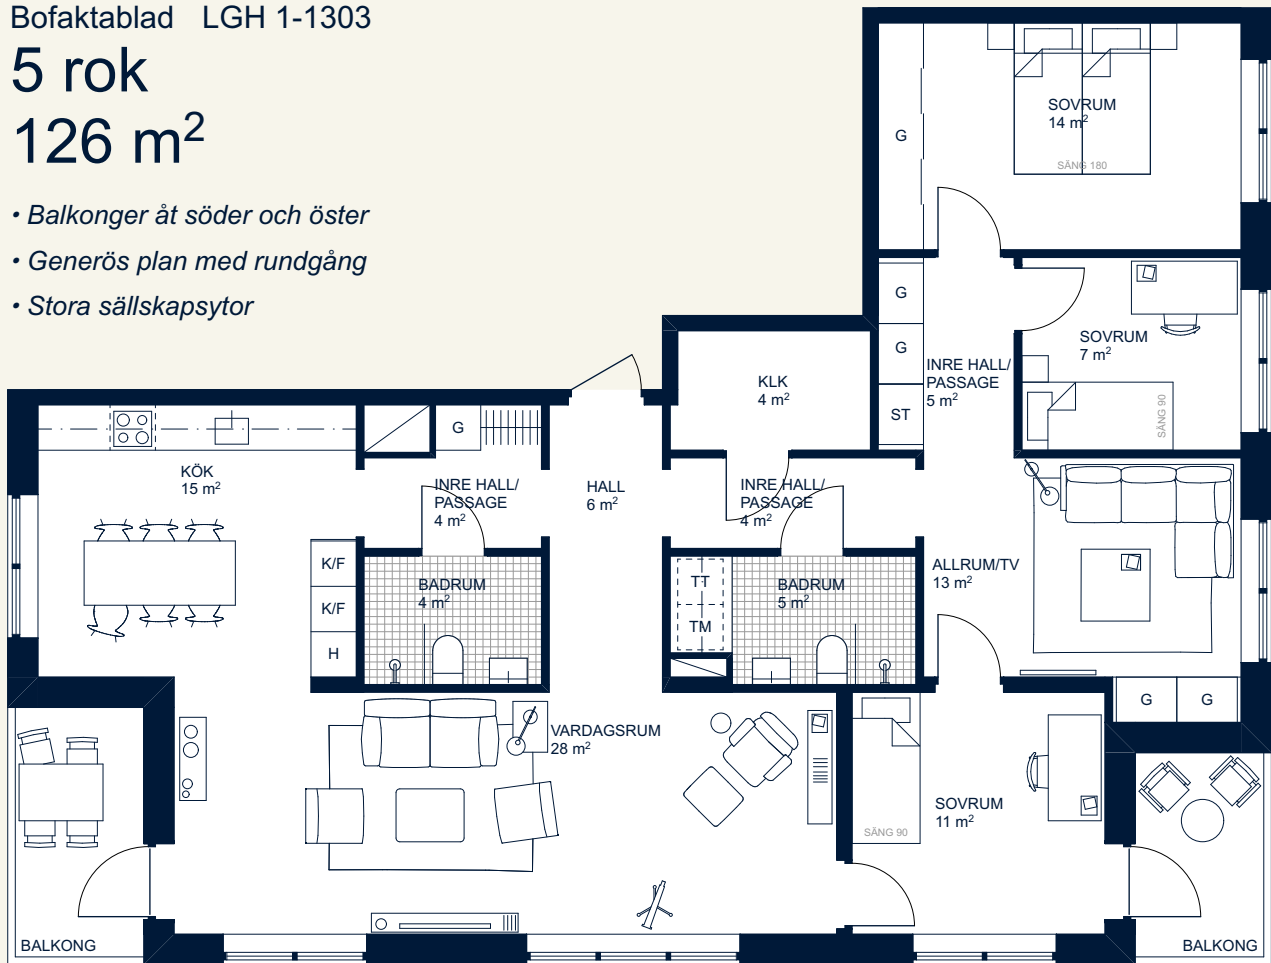 Bofaktablad LGH 1-1303
5 rok
126 m²
• Balkonger åt söder och öster
• Generös plan med rundgång
• Stora sällskapsytor
SOVRUM
14 m²
SÄNG 180
G
G
G
ST
INRE HALL/
PASSAGE
5 m²
SOVRUM
7 m²
SÄNG 90
KLK
4 m²
G
KÖK
15 m²
INRE HALL/
PASSAGE
4 m²
HALL
6 m²
INRE HALL/
PASSAGE
4 m²
K/F
K/F
H
BADRUM
4 m²
TT
TM
BADRUM
5 m²
ALLRUM/TV
13 m²
G
G
VARDAGSRUM
28 m²
SOVRUM
11 m²
SÄNG 90
BALKONG
BALKONG